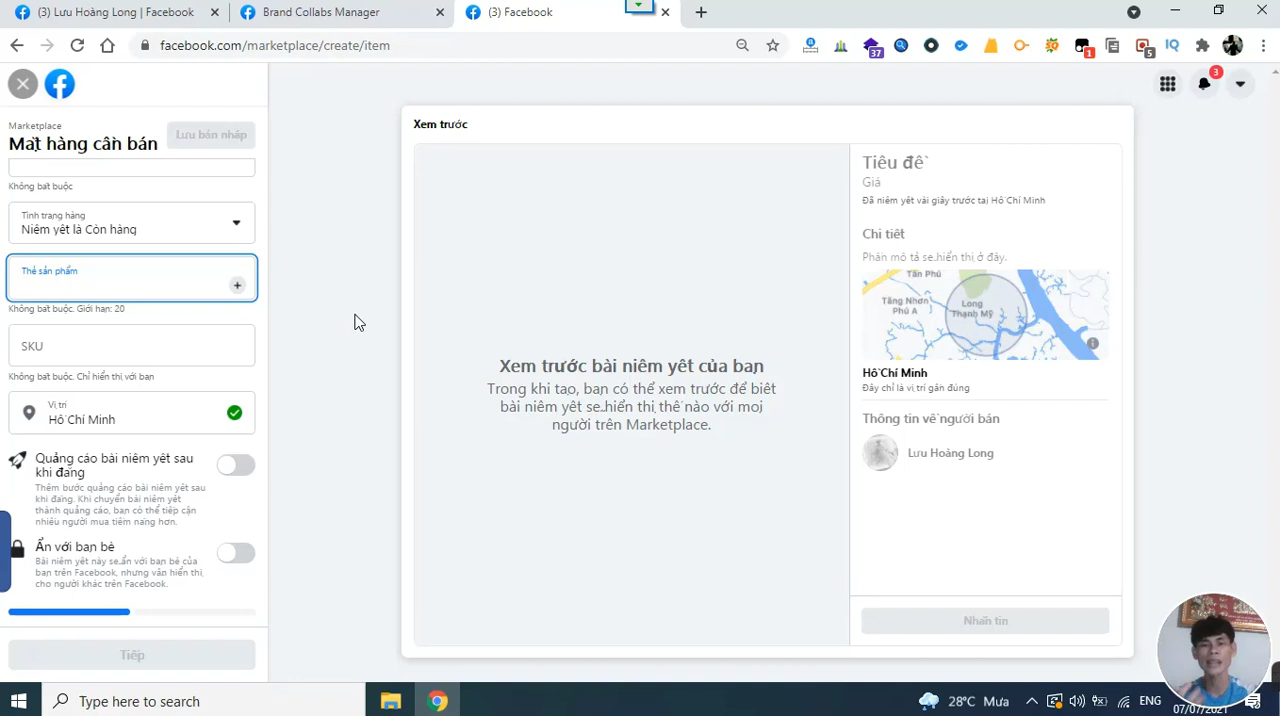 (3) Lưu Hoàng Long | Facebook
Brand Collabs Manager
(3) Facebook
facebook.com/marketplace/create/item
37
1
5
IQ
3
Marketplace
Mặt hàng cần bán
Lưu bản nháp
Không bắt buộc
Tình trạng hàng
Niêm yết là Còn hàng
Thẻ sản phẩm
Không bắt buộc. Giới hạn: 20
SKU
Không bắt buộc. Chỉ hiển thị với bạn
Vị trí
Hồ Chí Minh
Quảng cáo bài niêm yết sau
khi đăng
Thêm bước quảng cáo bài niêm yết sau
khi đăng. Khi chuyển bài niêm yết
thành quảng cáo, bạn có thể tiếp cận
nhiều người mua tiềm năng hơn.
Ẩn với bạn bè
Bài niêm yết này sẽ ẩn với bạn bè của
bạn trên Facebook, nhưng vẫn hiển thị
cho người khác trên Facebook.
Tiếp
Xem trước
Xem trước bài niêm yết của bạn
Trong khi tạo, bạn có thể xem trước để biết
bài niêm yết sẽ hiển thị thế nào với mọi
người trên Marketplace.
Tiêu đề
Giá
Đã niêm yết vài giây trước tại Hồ Chí Minh
Chi tiết
Phần mô tả sẽ hiển thị ở đây.
Tân Phú
Tăng Nhơn
Phú A
Long
Thạnh Mỹ
Hồ Chí Minh
Đây chỉ là vị trí gần đúng
Thông tin về người bán
Lưu Hoàng Long
Nhắn tin
Type here to search
28°C Mưa
ENG
07/07/2021